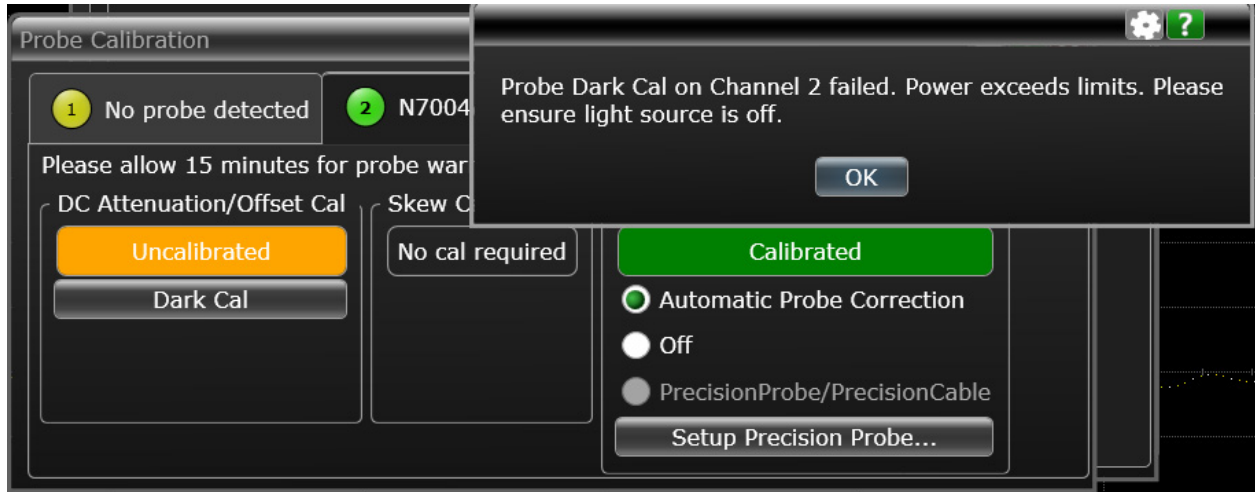 Probe Calibration
?
Probe Dark Cal on Channel 2 failed. Power exceeds limits. Please
ensure light source is off.
OK
1 No probe detected
2 N7004
Please allow 15 minutes for probe war
DC Attenuation/Offset Cal
Skew C
Uncalibrated
No cal required
Calibrated
Dark Cal
Automatic Probe Correction
Off
PrecisionProbe/PrecisionCable
Setup Precision Probe...